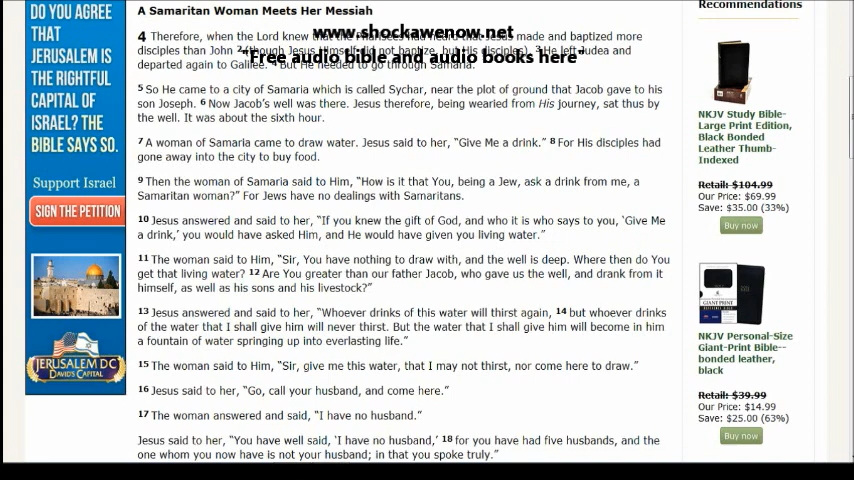 DO YOU AGREE
THAT
JERUSALEM IS
THE RIGHTFUL
CAPITAL OF
ISRAEL? THE
BIBLE SAYS SO.
Support Israel
SIGN THE PETITION
JERUSALEM DC
DAVID'S CAPITAL
A Samaritan Woman Meets Her Messiah
www.shockawenow.net
"Free audio bible and audio books here"
4 Therefore, when the Lord knew that the Pharisees had heard that Jesus made and baptized more
disciples than John 2 (though Jesus Himself did not baptize, but His disciples), 3 He left Judea and
departed again to Galilee. 4 But He needed to go through Samaria.
5 So He came to a city of Samaria which is called Sychar, near the plot of ground that Jacob gave to his
son Joseph. 6 Now Jacob's well was there. Jesus therefore, being wearied from His journey, sat thus by
the well. It was about the sixth hour.
7 A woman of Samaria came to draw water. Jesus said to her, "Give Me a drink." 8 For His disciples had
gone away into the city to buy food.
9 Then the woman of Samaria said to Him, "How is it that You, being a Jew, ask a drink from me, a
Samaritan woman?" For Jews have no dealings with Samaritans.
10 Jesus answered and said to her, "If you knew the gift of God, and who it is who says to you, 'Give Me
a drink,' you would have asked Him, and He would have given you living water."
11 The woman said to Him, "Sir, You have nothing to draw with, and the well is deep. Where then do You
get that living water? 12 Are You greater than our father Jacob, who gave us the well, and drank from it
himself, as well as his sons and his livestock?"
13 Jesus answered and said to her, "Whoever drinks of this water will thirst again, 14 but whoever drinks
of the water that I shall give him will never thirst. But the water that I shall give him will become in him
a fountain of water springing up into everlasting life."
15 The woman said to Him, "Sir, give me this water, that I may not thirst, nor come here to draw."
16 Jesus said to her, "Go, call your husband, and come here."
17 The woman answered and said, "I have no husband."
Jesus said to her, "You have well said, 'I have no husband,' 18 for you have had five husbands, and the
one whom you now have is not your husband; in that you spoke truly."
Recommendations
NKJV Study Bible-
Large Print Edition,
Black Bonded
Leather Thumb-
Indexed
Retail: $104.99
Our Price: $69.99
Save: $35.00 (33%)
Buy now
GIANT PRINT
NKJV Personal-Size
Giant-Print Bible--
bonded leather,
black
Retail: $39.99
Our Price: $14.99
Save: $25.00 (63%)
Buy now